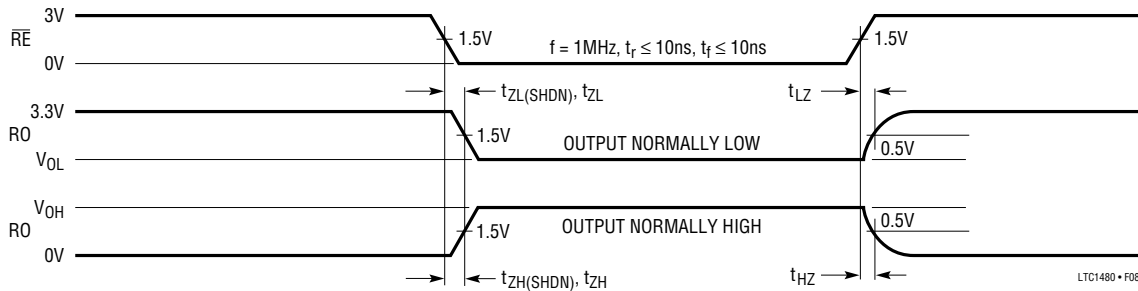 3V
RE
1.5V
f = 1MHz, tr ≤ 10ns, tf ≤ 10ns
1.5V
0V
tZL(SHDN), tZL
tLZ
3.3V
RO
1.5V
OUTPUT NORMALLY LOW
0.5V
VOL
VOH
RO
1.5V
OUTPUT NORMALLY HIGH
0.5V
0V
tZH(SHDN), tZH
tHZ
LTC1480 • F08